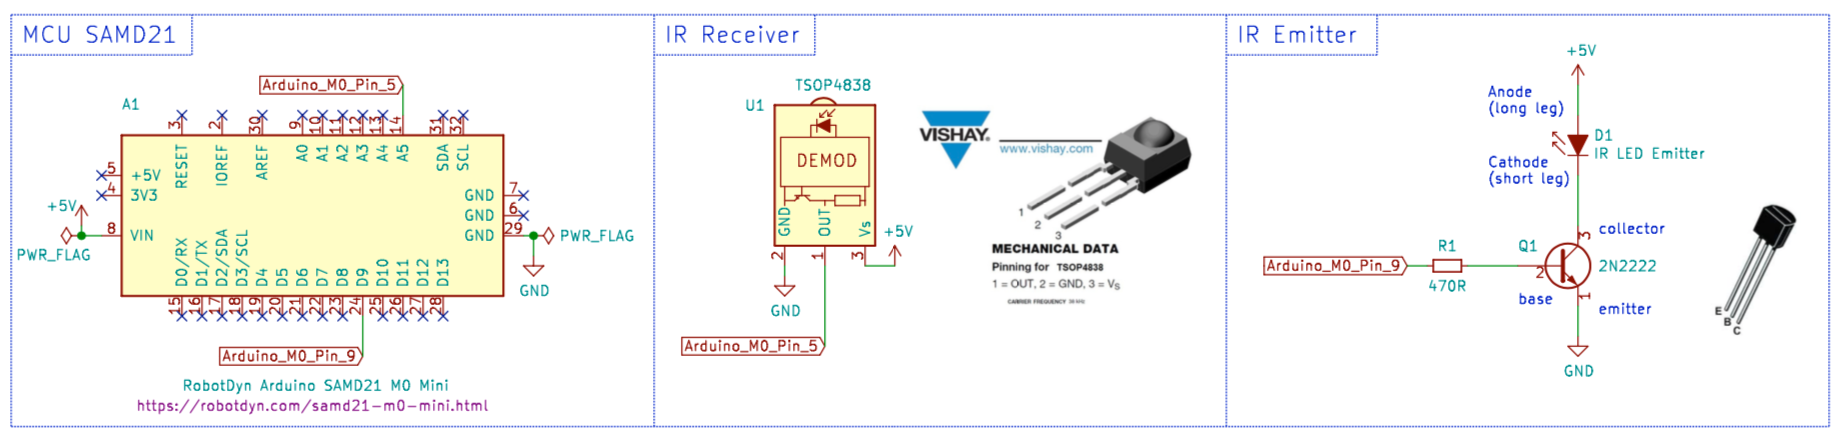 MCU SAMD21
Arduino_M0_Pin_5
A1
3
2
30
9
10
11
12
13
14
31
32
RESET
IOREF
AREF
A0
A1
A2
A3
A4
A5
SDA
SCL
5
+5V
4
3V3
+5V
8
VIN
PWR_FLAG
GND
7
GND
6
GND
29
PWR_FLAG
GND
D0/RX
D1/TX
D2/SDA
D3/SCL
D4
D5
D6
D7
D8
D9
D10
D11
D12
D13
15
16
17
18
19
20
21
22
23
24
25
26
27
28
Arduino_M0_Pin_9
RobotDyn Arduino SAMD21 M0 Mini
https://robotdyn.com/samd21-m0-mini.html
IR Receiver
TSOP4838
U1
DEMOD
GND
OUT
Vs
2
1
3
+5V
GND
Arduino_M0_Pin_5
VISHAY.
www.vishay.com
1
2
3
MECHANICAL DATA
Pinning for TSOP4838
1 = OUT, 2 = GND, 3 = VS
CARRIER FREQUENCY 38 kHz
IR Emitter
+5V
Anode
(long leg)
D1
IR LED Emitter
Cathode
(short leg)
3
collector
Arduino_M0_Pin_9
R1
470R
Q1
2
2N2222
base
1
emitter
GND
E
B
C